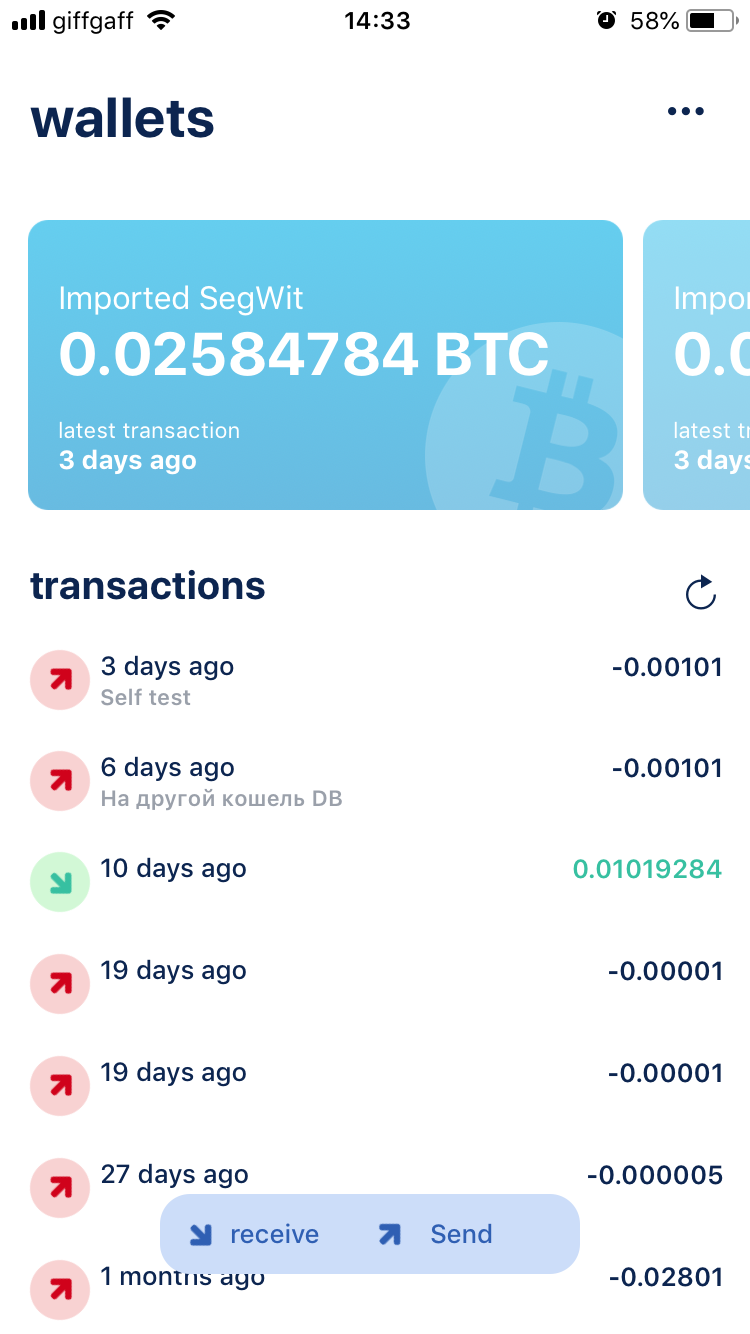 giffgaff 14:33 58%
wallets
Imported SegWit
0.02584784 BTC
latest transaction
3 days ago
Impor
0.0
latest tr
3 days
transactions
3 days ago -0.00101
Self test
6 days ago -0.00101
На другой кошель DB
10 days ago 0.01019284
19 days ago -0.00001
19 days ago -0.00001
27 days ago -0.000005
receive Send
1 months ago -0.02801